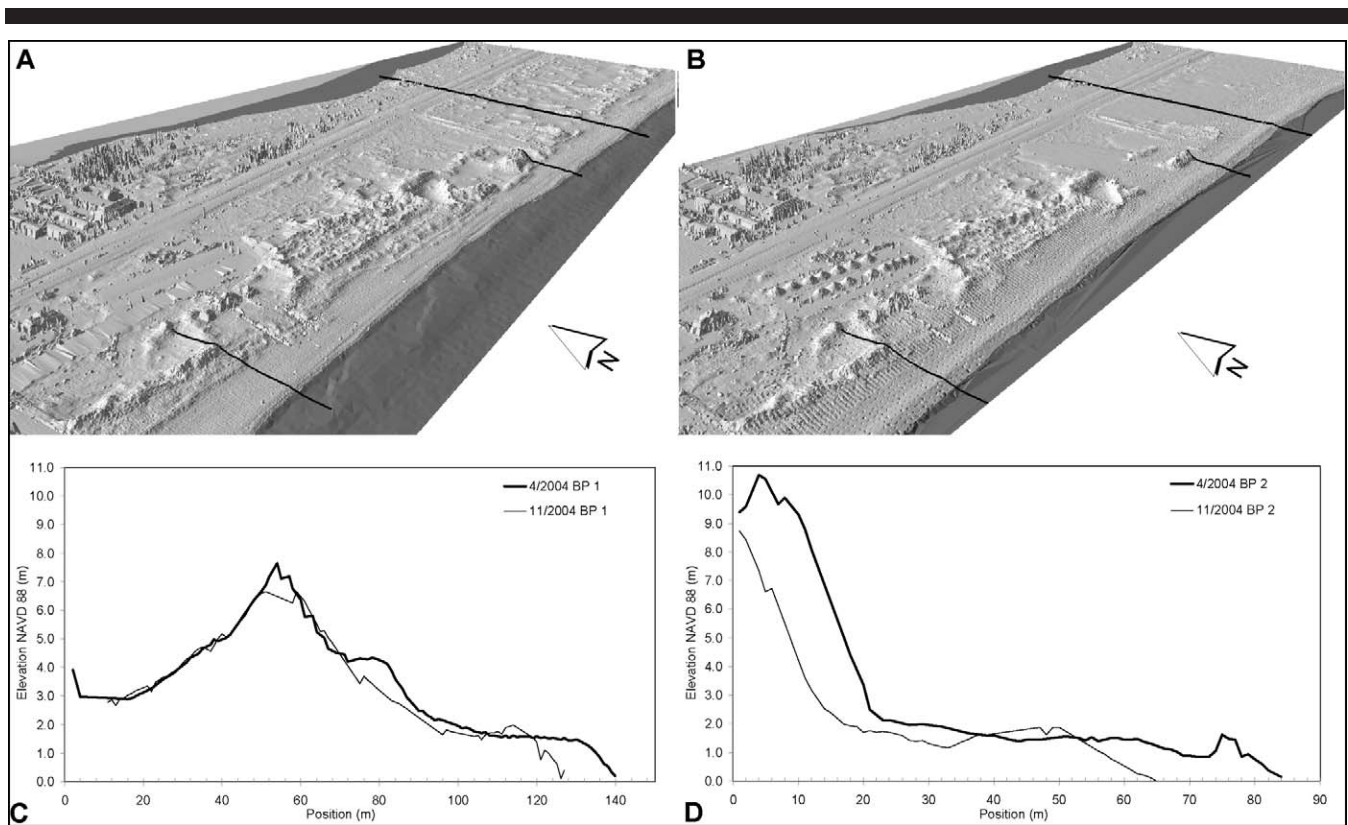 A
B
N
N
11.0
10.0
9.0
8.0
7.0
6.0
5.0
4.0
3.0
2.0
1.0
0.0
Elevation NAVD 88 (m)
4/2004 BP 1
11/2004 BP 1
0 20 40 60 80 100 120 140
Position (m)
C
11.0
10.0
9.0
8.0
7.0
6.0
5.0
4.0
3.0
2.0
1.0
0.0
Elevation NAVD 88 (m)
4/2004 BP 2
11/2004 BP 2
0 10 20 30 40 50 60 70 80 90
Position (m)
D